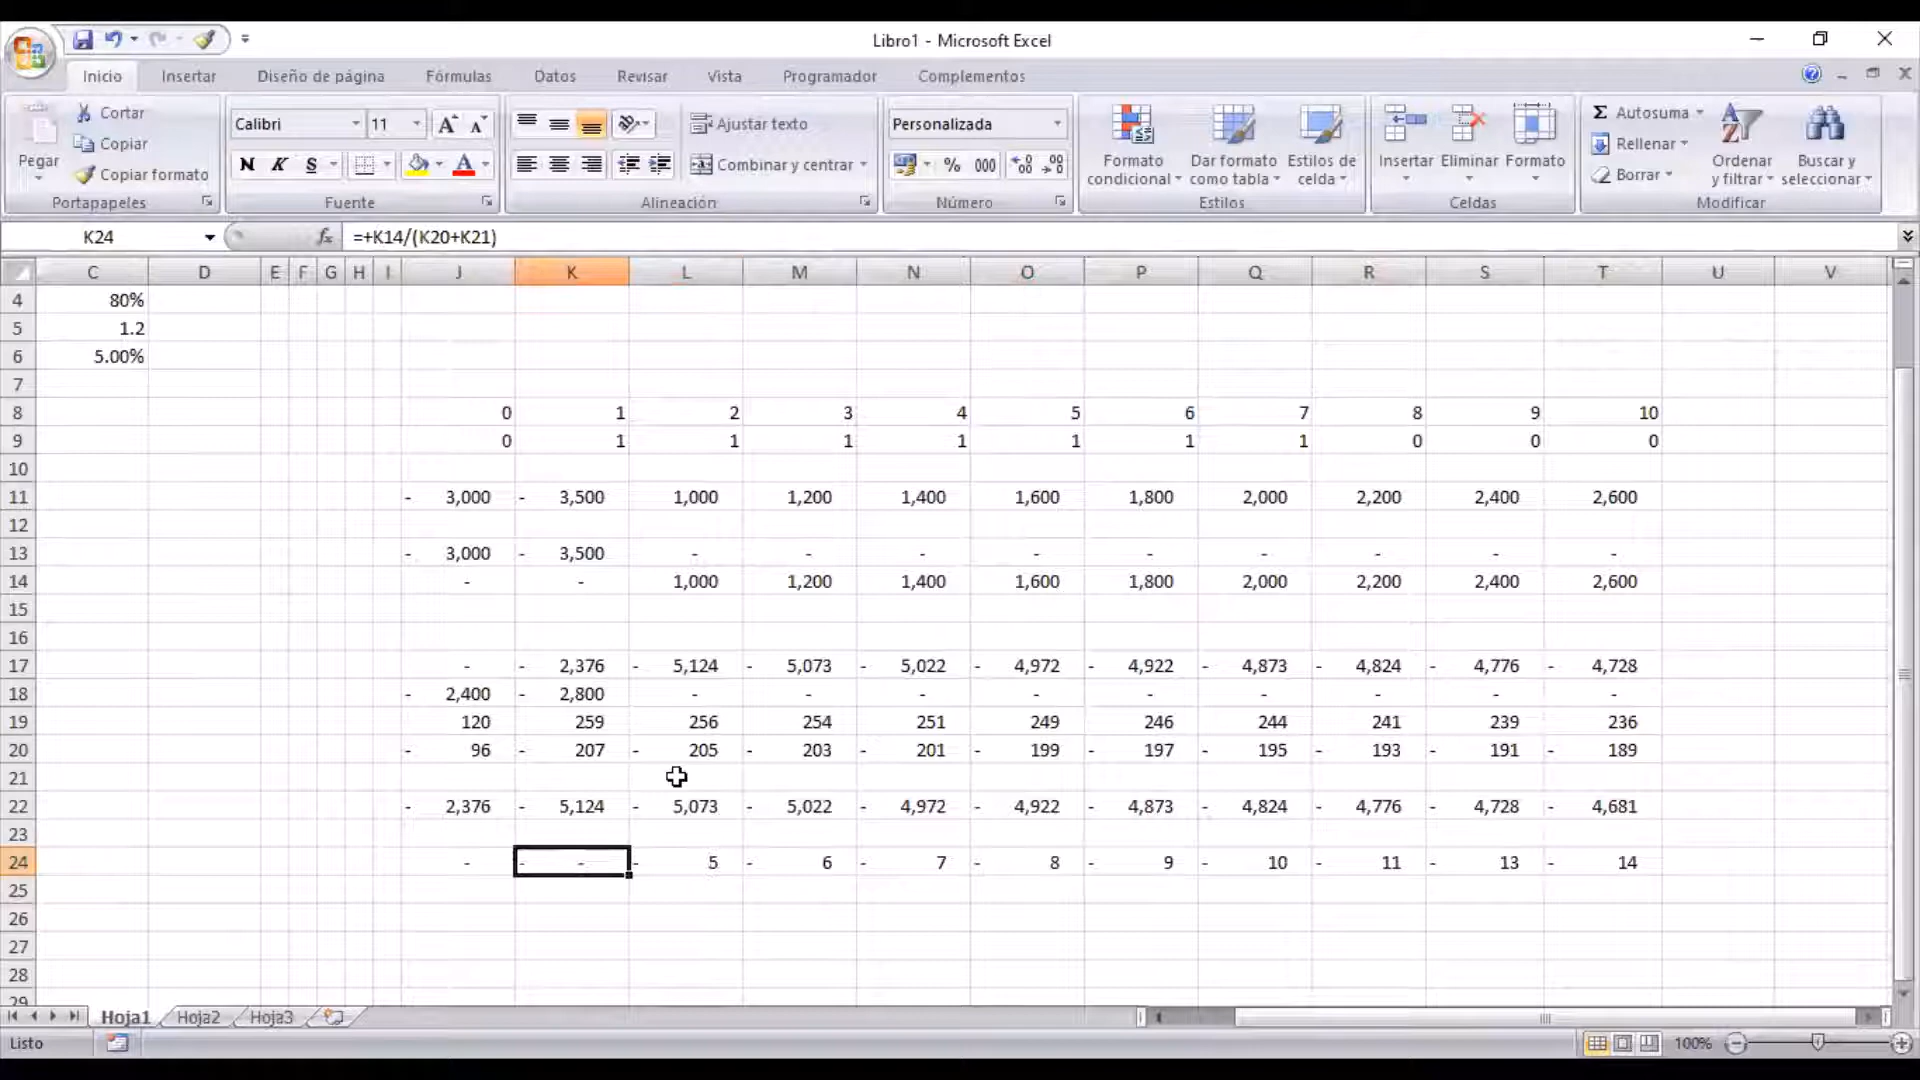 Libro1 - Microsoft Excel
Inicio Insertar Diseño de página Fórmulas Datos Revisar Vista Programador Complementos
Pegar
Cortar
Copiar
Copiar formato
Portapapeles
Calibri 11
N K S
Fuente
Ajustar texto
Combinar y centrar
Alineación
Personalizada
% 000
Número
Formato condicional
Dar formato como tabla
Estilos de celda
Estilos
Insertar Eliminar Formato
Celdas
Σ Autosuma
Rellenar
Borrar
Ordenar y filtrar
Buscar y seleccionar
Modificar
K24 fx =+K14/(K20+K21)
C D E F G H I J K L M N O P Q R S T U V
4 80%
5 1.2
6 5.00%
7
8 0 1 2 3 4 5 6 7 8 9 10
9 0 1 1 1 1 1 1 1 0 0 0
10
11 - 3,000 - 3,500 1,000 1,200 1,400 1,600 1,800 2,000 2,200 2,400 2,600
12
13 - 3,000 - 3,500 - - - - - - - - -
14 - - 1,000 1,200 1,400 1,600 1,800 2,000 2,200 2,400 2,600
15
16
17 - - 2,376 - 5,124 - 5,073 - 5,022 - 4,972 - 4,922 - 4,873 - 4,824 - 4,776 - 4,728
18 - 2,400 - 2,800 - - - - - - - - -
19 120 259 256 254 251 249 246 244 241 239 236
20 - 96 - 207 - 205 - 203 - 201 - 199 - 197 - 195 - 193 - 191 - 189
21
22 - 2,376 - 5,124 - 5,073 - 5,022 - 4,972 - 4,922 - 4,873 - 4,824 - 4,776 - 4,728 - 4,681
23
24 - - - - 5 - 6 - 7 - 8 - 9 - 10 - 11 - 13 - 14
25
26
27
28
29
Hoja1 Hoja2 Hoja3
Listo 100%